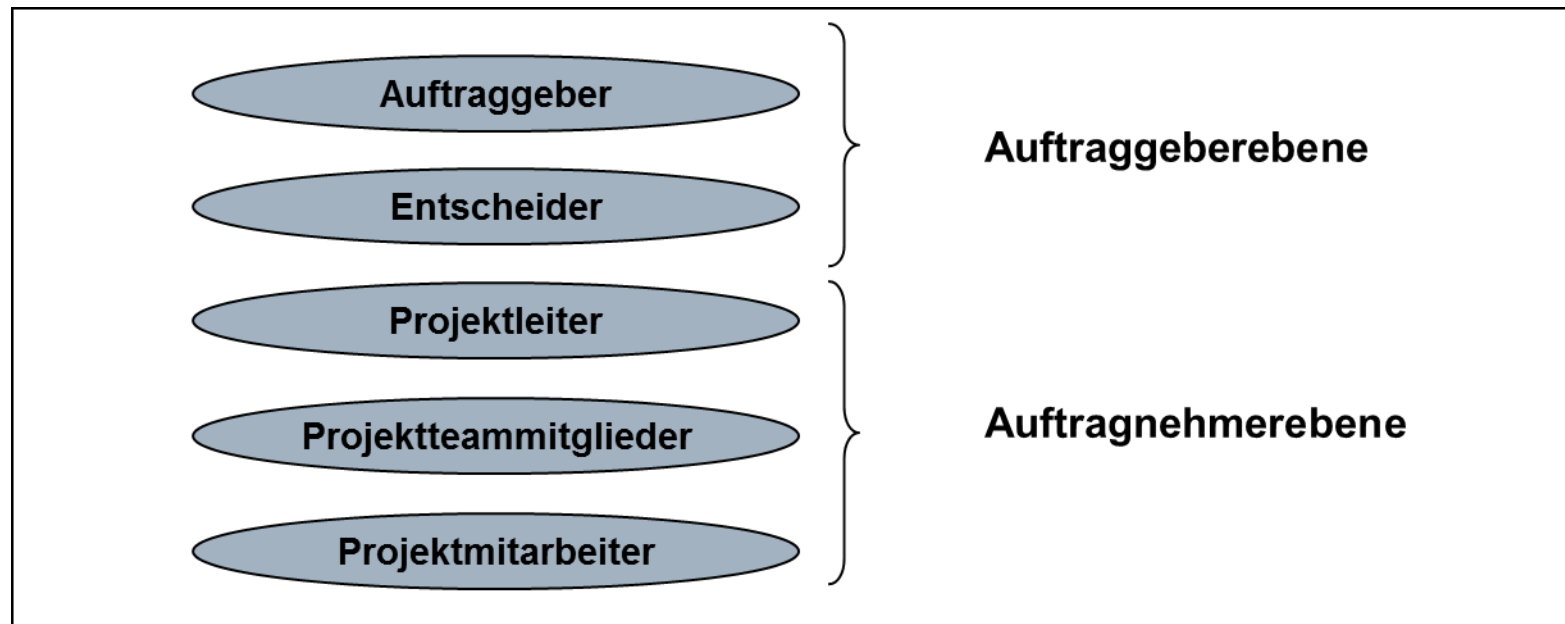 Auftraggeber
Entscheider
Auftraggeberebene
Projektleiter
Projektteammitglieder
Projektmitarbeiter
Auftragnehmerebene